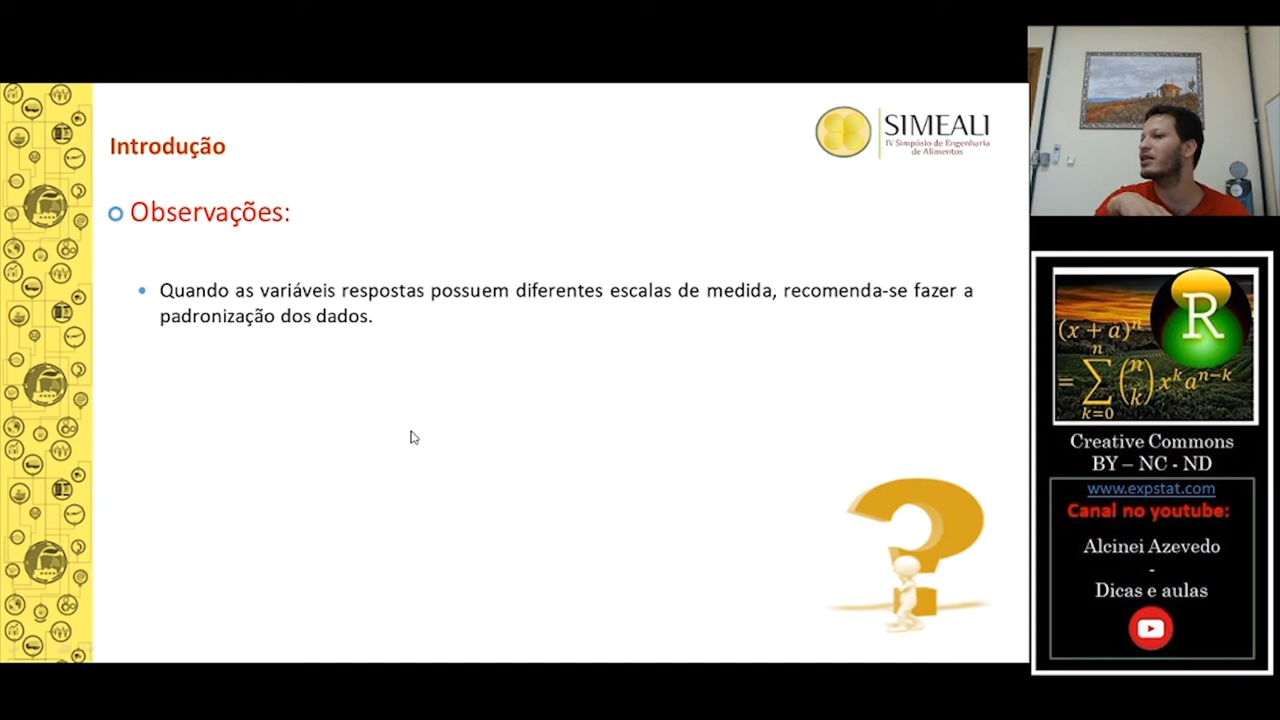 Introdução
SIMEALI
IV Simpósio de Engenharia
de Alimentos
Observações:
Quando as variáveis respostas possuem diferentes escalas de medida, recomenda-se fazer a
padronização dos dados.
R
(x + a)^n
= ∑ n k=0 (n k) x^k a^{n−k}
Creative Commons
BY – NC - ND
www.expstat.com
Canal no youtube:
Alcinei Azevedo
-
Dicas e aulas